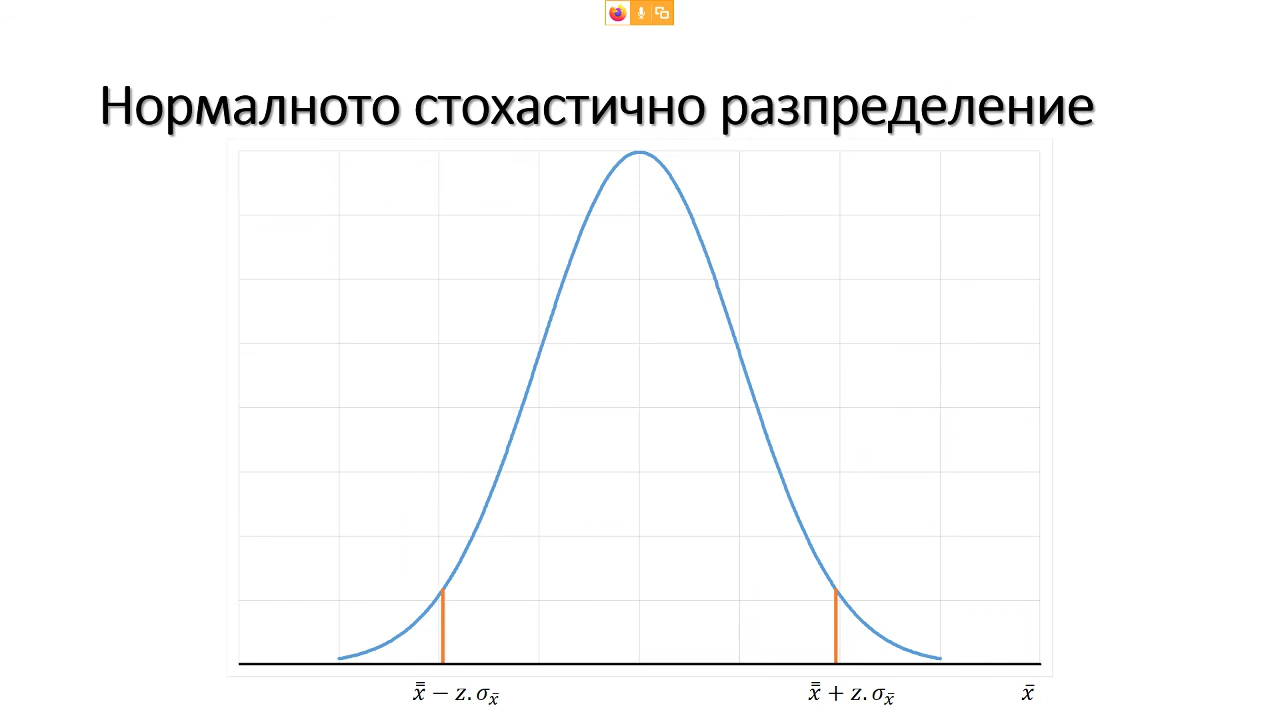 Нормалното стохастично разпределение
x̿ − z.σx̄
x̿ + z.σx̄
x̄